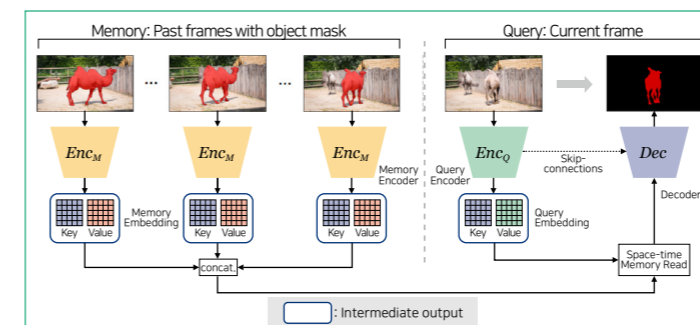 Memory: Past frames with object mask
Query: Current frame
...
...
Enc_M
Enc_M
Enc_M
Enc_Q
Dec
Skip-
connections
Memory
Encoder
Query
Encoder
Decoder
Memory
Embedding
Query
Embedding
Key Value
Key Value
Key Value
Key Value
concat.
Space-time
Memory Read
: Intermediate output